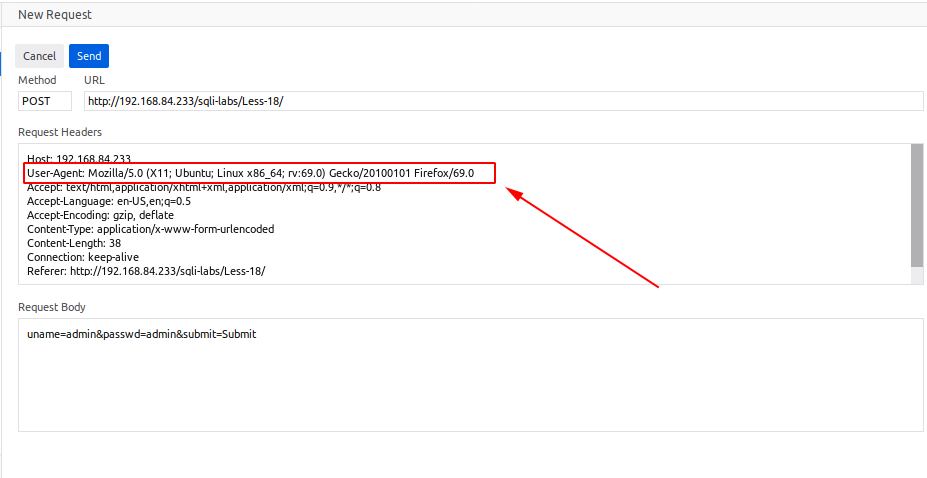 New Request
Cancel Send
Method URL
POST http://192.168.84.233/sqli-labs/Less-18/
Request Headers
Host: 192.168.84.233
User-Agent: Mozilla/5.0 (X11; Ubuntu; Linux x86_64; rv:69.0) Gecko/20100101 Firefox/69.0
Accept: text/html,application/xhtml+xml,application/xml;q=0.9,*/*;q=0.8
Accept-Language: en-US,en;q=0.5
Accept-Encoding: gzip, deflate
Content-Type: application/x-www-form-urlencoded
Content-Length: 38
Connection: keep-alive
Referer: http://192.168.84.233/sqli-labs/Less-18/
Request Body
uname=admin&passwd=admin&submit=Submit